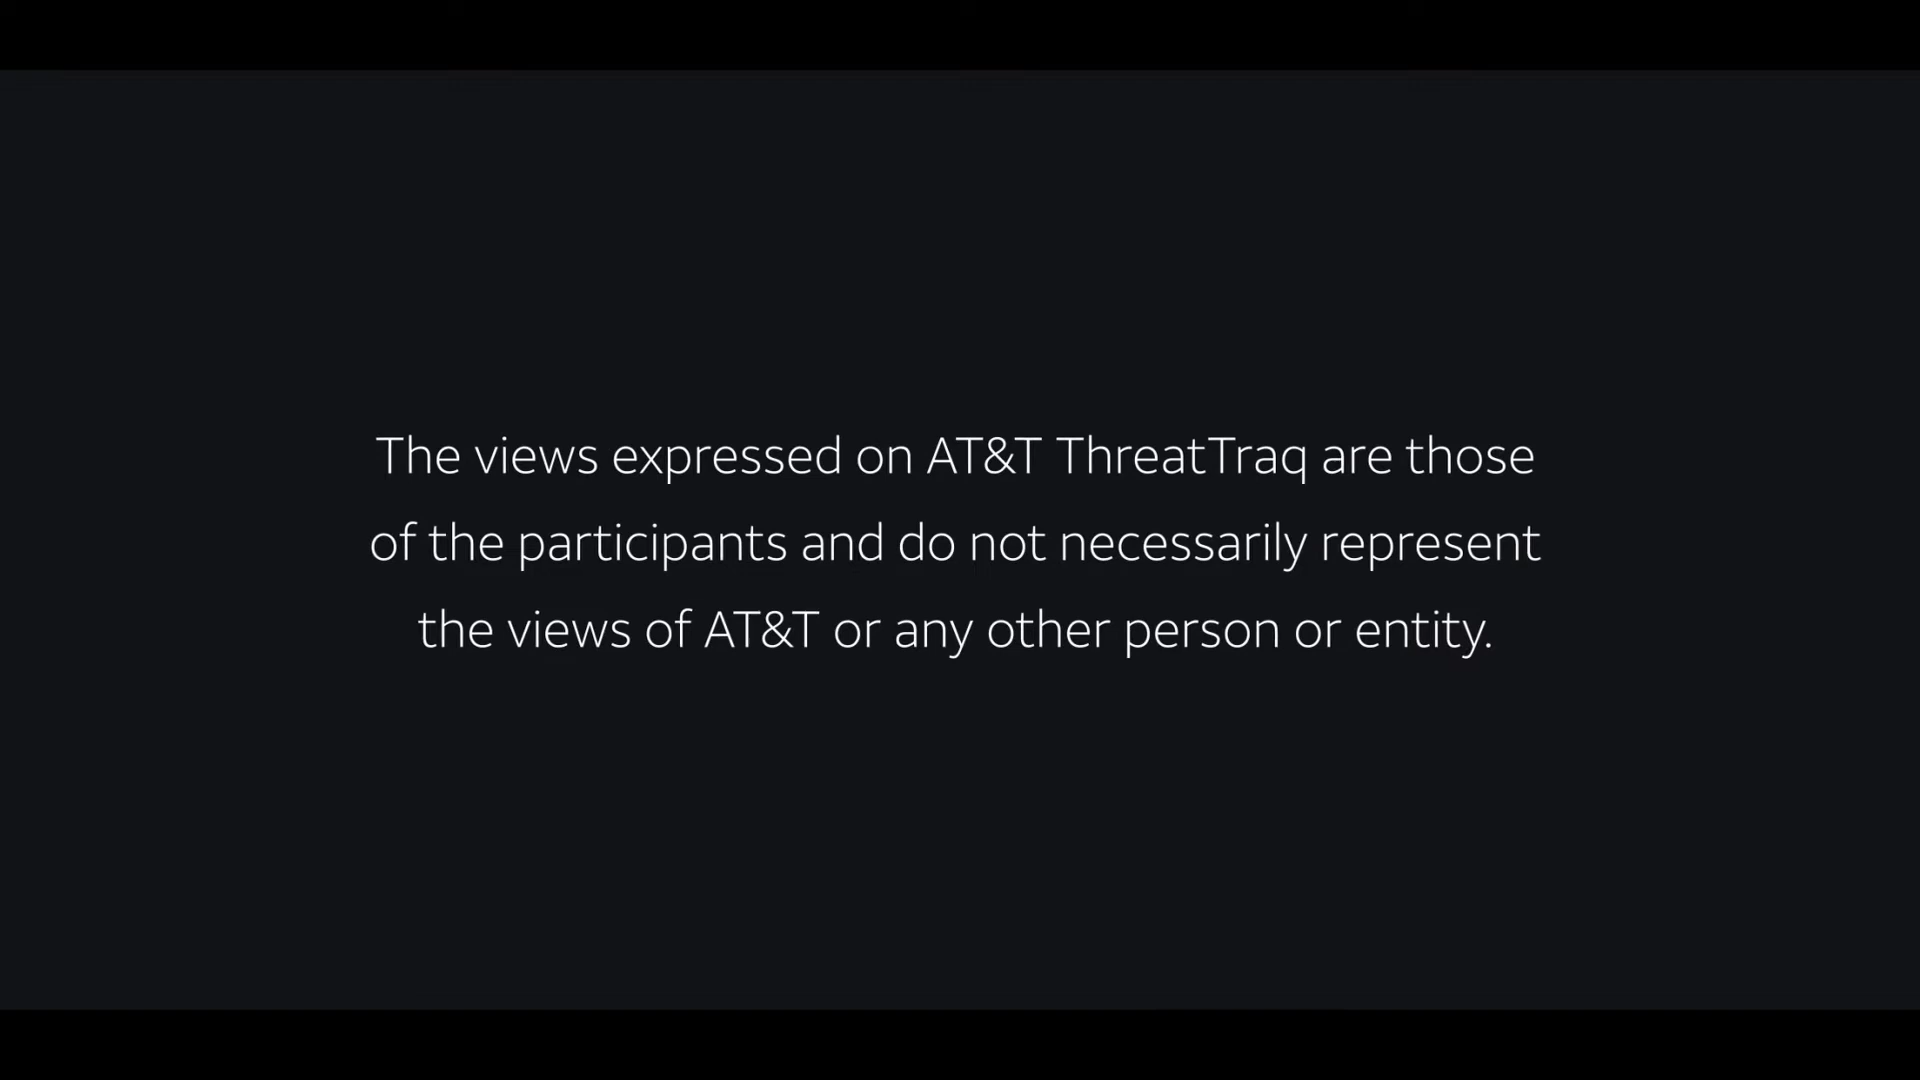 The views expressed on AT&T ThreatTraq are those
of the participants and do not necessarily represent
the views of AT&T or any other person or entity.